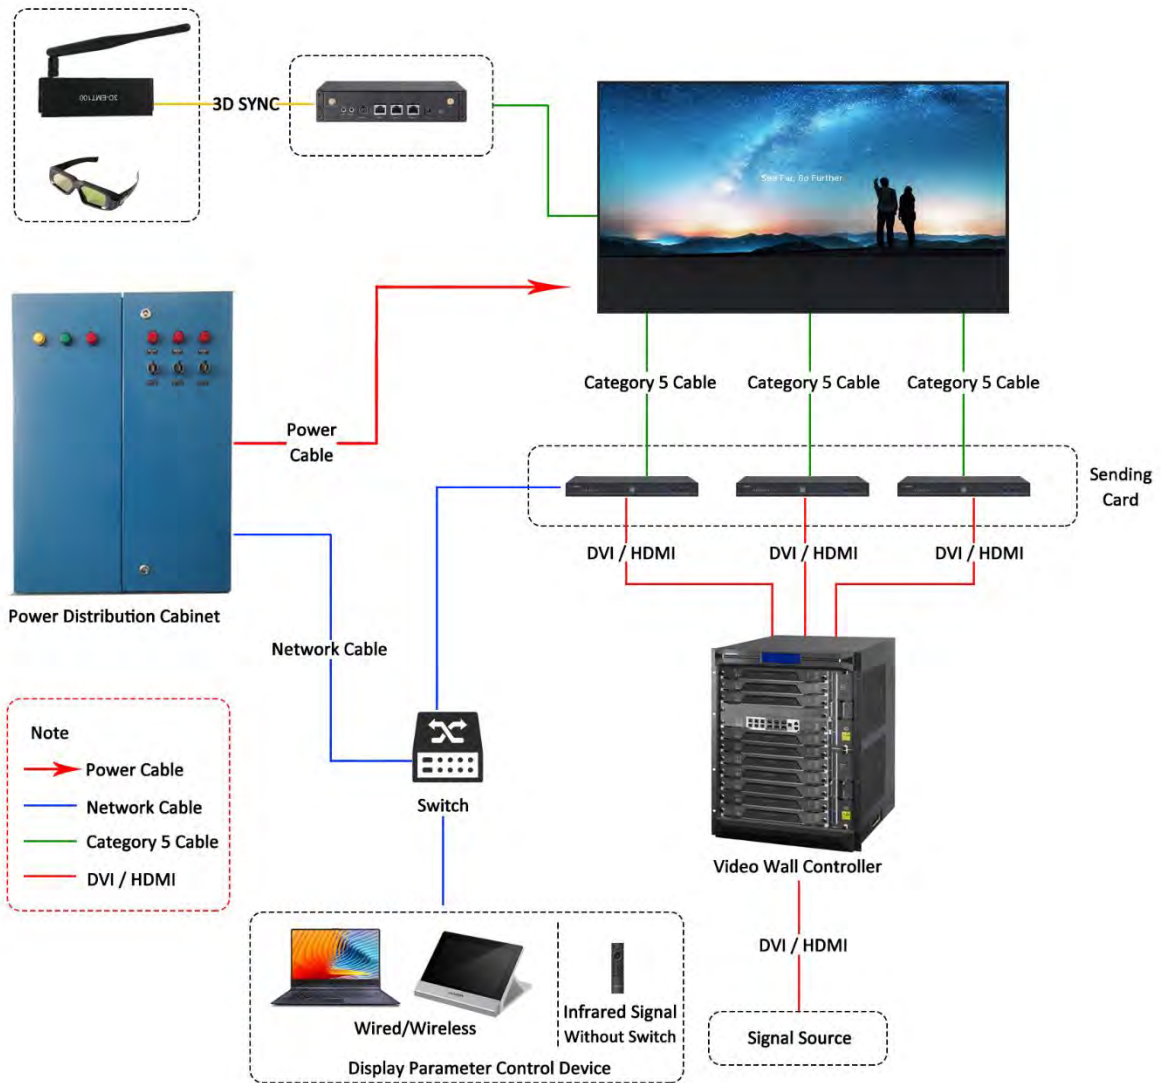 3D-EMT100
3D SYNC
See Far, Go Further
Category 5 Cable
Category 5 Cable
Category 5 Cable
Power
Cable
Sending
Card
DVI / HDMI
DVI / HDMI
DVI / HDMI
Power Distribution Cabinet
Network Cable
Note
Power Cable
Network Cable
Category 5 Cable
DVI / HDMI
Switch
Video Wall Controller
DVI / HDMI
Wired/Wireless
Infrared Signal
Without Switch
Display Parameter Control Device
Signal Source